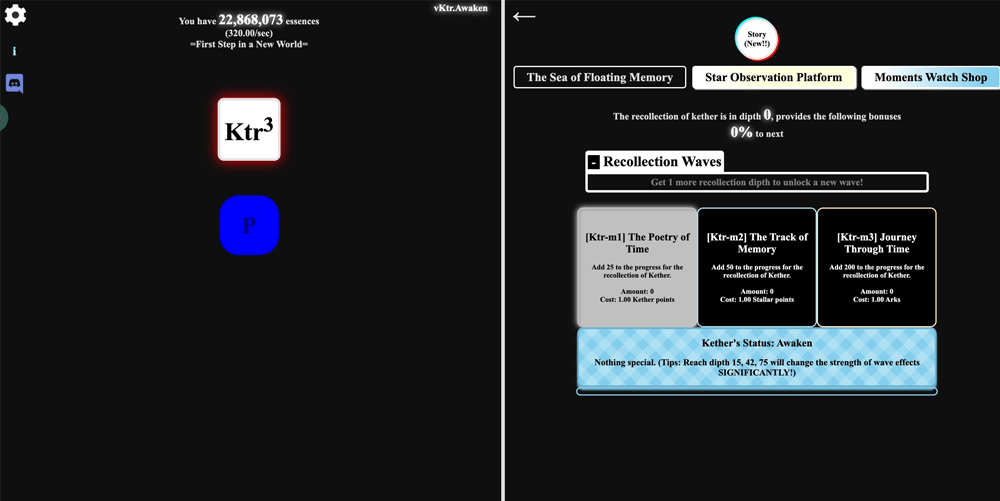 You have 22,868,073 essences
(320.00/sec)
=First Step in a New World=
vKtr.Awaken
i
Ktr³
P
←
Story
(New!!)
The Sea of Floating Memory
Star Observation Platform
Moments Watch Shop
The recollection of kether is in depth 0, provides the following bonuses
0% to next
- Recollection Waves
Get 1 more recollection dipth to unlock a new wave!
[Ktr-m1] The Poetry of
Time
Add 25 to the progress for the
recollection of Kether.
Amount: 0
Cost: 1.00 Kether points
[Ktr-m2] The Track of
Memory
Add 50 to the progress for the
recollection of Kether.
Amount: 0
Cost: 1.00 Stallar points
[Ktr-m3] Journey
Through Time
Add 200 to the progress for the
recollection of Kether.
Amount: 0
Cost: 1.00 Arks
Kether's Status: Awaken
Nothing special. (Tips: Reach dipth 15, 42, 75 will change the strength of wave effects
SIGNIFICANTLY!)